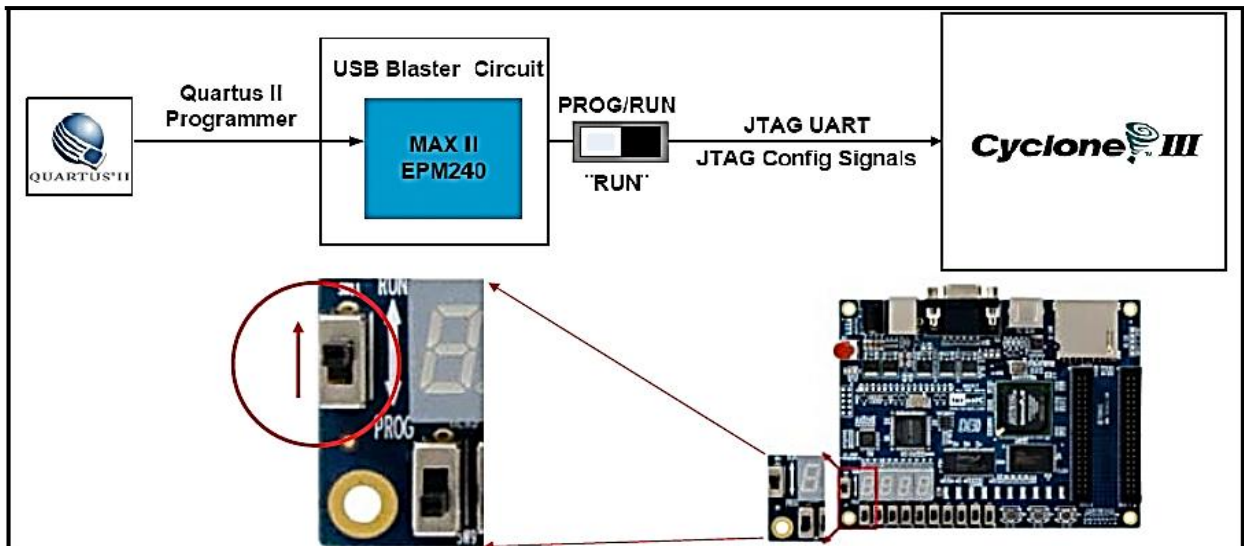 USB Blaster Circuit
Quartus II
Programmer
QUARTUS®II
MAX II
EPM240
PROG/RUN
¨RUN¨
JTAG UART
JTAG Config Signals
Cyclone III
RUN
PROG
DE0